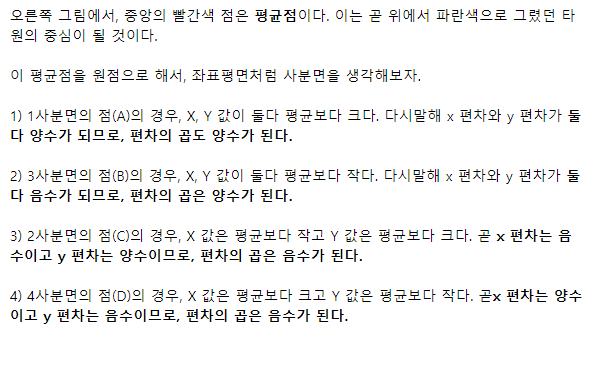 오른쪽 그림에서, 중앙의 빨간색 점은 평균점이다. 이는 곧 위에서 파란색으로 그렸던 타
원의 중심이 될 것이다.
이 평균점을 원점으로 해서, 좌표평면처럼 사분면을 생각해보자.
1) 1사분면의 점(A)의 경우, X, Y 값이 둘다 평균보다 크다. 다시말해 x 편차와 y 편차가 둘
다 양수가 되므로, 편차의 곱도 양수가 된다.
2) 3사분면의 점(B)의 경우, X, Y 값이 둘다 평균보다 작다. 다시말해 x 편차와 y 편차가 둘
다 음수가 되므로, 편차의 곱은 양수가 된다.
3) 2사분면의 점(C)의 경우, X 값은 평균보다 작고 Y 값은 평균보다 크다. 곧 x 편차는 음
수이고 y 편차는 양수이므로, 편차의 곱은 음수가 된다.
4) 4사분면의 점(D)의 경우, X 값은 평균보다 크고 Y 값은 평균보다 작다. 곧x 편차는 양수
이고 y 편차는 음수이므로, 편차의 곱은 음수가 된다.